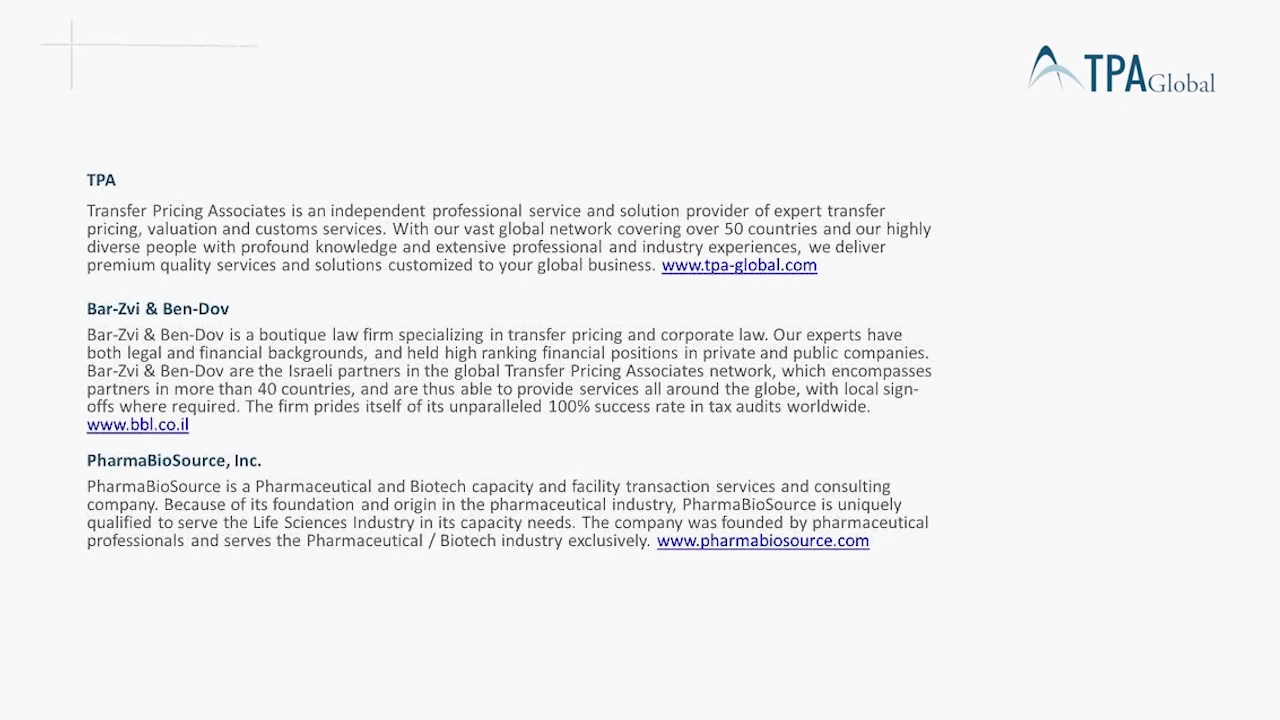 TPA Global
TPA
Transfer Pricing Associates is an independent professional service and solution provider of expert transfer
pricing, valuation and customs services. With our vast global network covering over 50 countries and our highly
diverse people with profound knowledge and extensive professional and industry experiences, we deliver
premium quality services and solutions customized to your global business. www.tpa-global.com
Bar-Zvi & Ben-Dov
Bar-Zvi & Ben-Dov is a boutique law firm specializing in transfer pricing and corporate law. Our experts have
both legal and financial backgrounds, and held high ranking financial positions in private and public companies.
Bar-Zvi & Ben-Dov are the Israeli partners in the global Transfer Pricing Associates network, which encompasses
partners in more than 40 countries, and are thus able to provide services all around the globe, with local sign-
offs where required. The firm prides itself of its unparalleled 100% success rate in tax audits worldwide.
www.bbl.co.il
PharmaBioSource, Inc.
PharmaBioSource is a Pharmaceutical and Biotech capacity and facility transaction services and consulting
company. Because of its foundation and origin in the pharmaceutical industry, PharmaBioSource is uniquely
qualified to serve the Life Sciences Industry in its capacity needs. The company was founded by pharmaceutical
professionals and serves the Pharmaceutical / Biotech industry exclusively. www.pharmabiosource.com